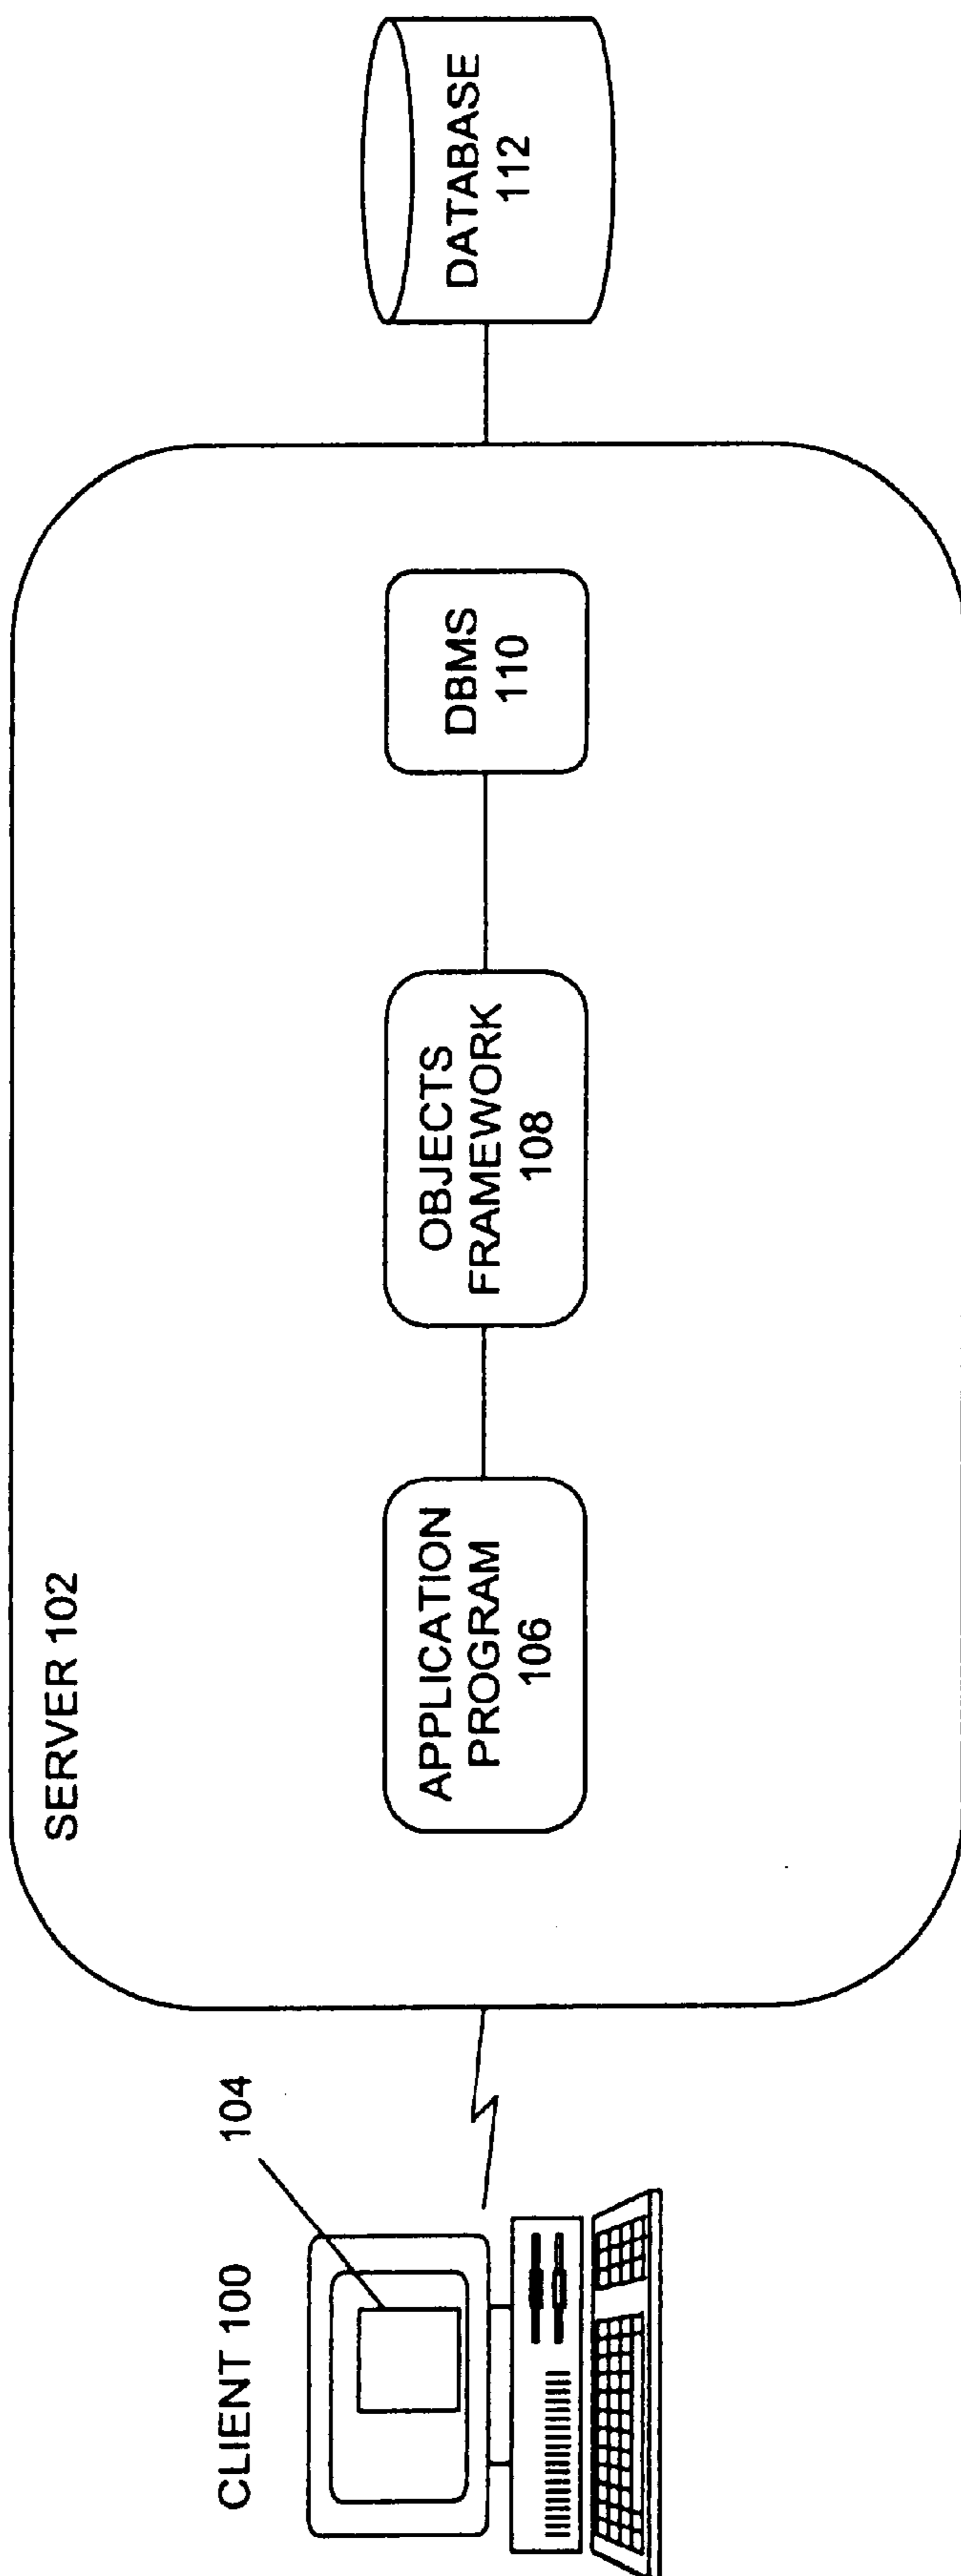 CLIENT 100
104
SERVER 102
APPLICATION
PROGRAM
106
OBJECTS
FRAMEWORK
108
DBMS
110
DATABASE
112